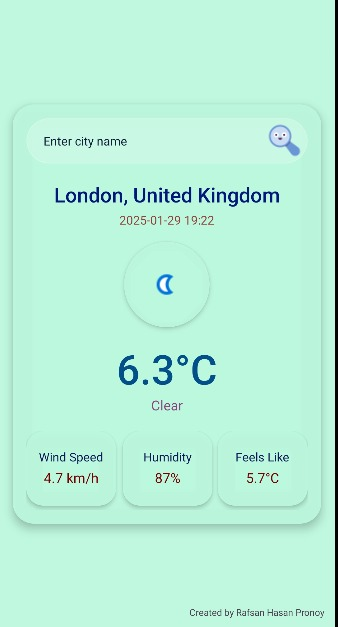 Enter city name
London, United Kingdom
2025-01-29 19:22
6.3°C
Clear
Wind Speed Humidity Feels Like
4.7 km/h 87% 5.7°C
Created by Rafsan Hasan Pronoy